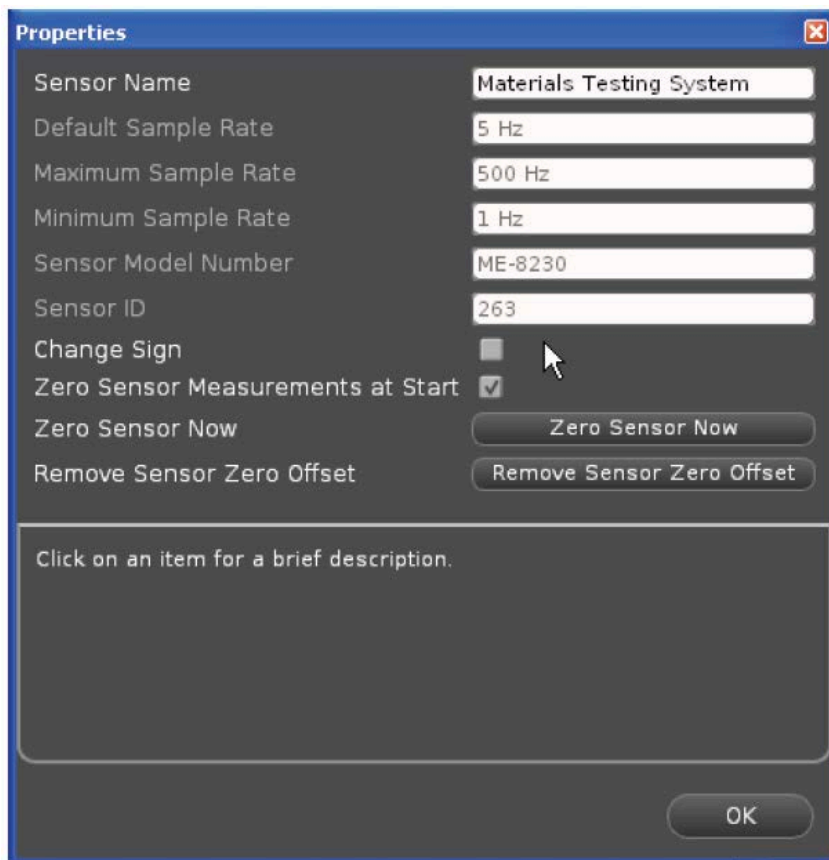 Properties
Sensor Name Materials Testing System
Default Sample Rate 5 Hz
Maximum Sample Rate 500 Hz
Minimum Sample Rate 1 Hz
Sensor Model Number ME-8230
Sensor ID 263
Change Sign
Zero Sensor Measurements at Start
Zero Sensor Now Zero Sensor Now
Remove Sensor Zero Offset Remove Sensor Zero Offset
Click on an item for a brief description.
OK